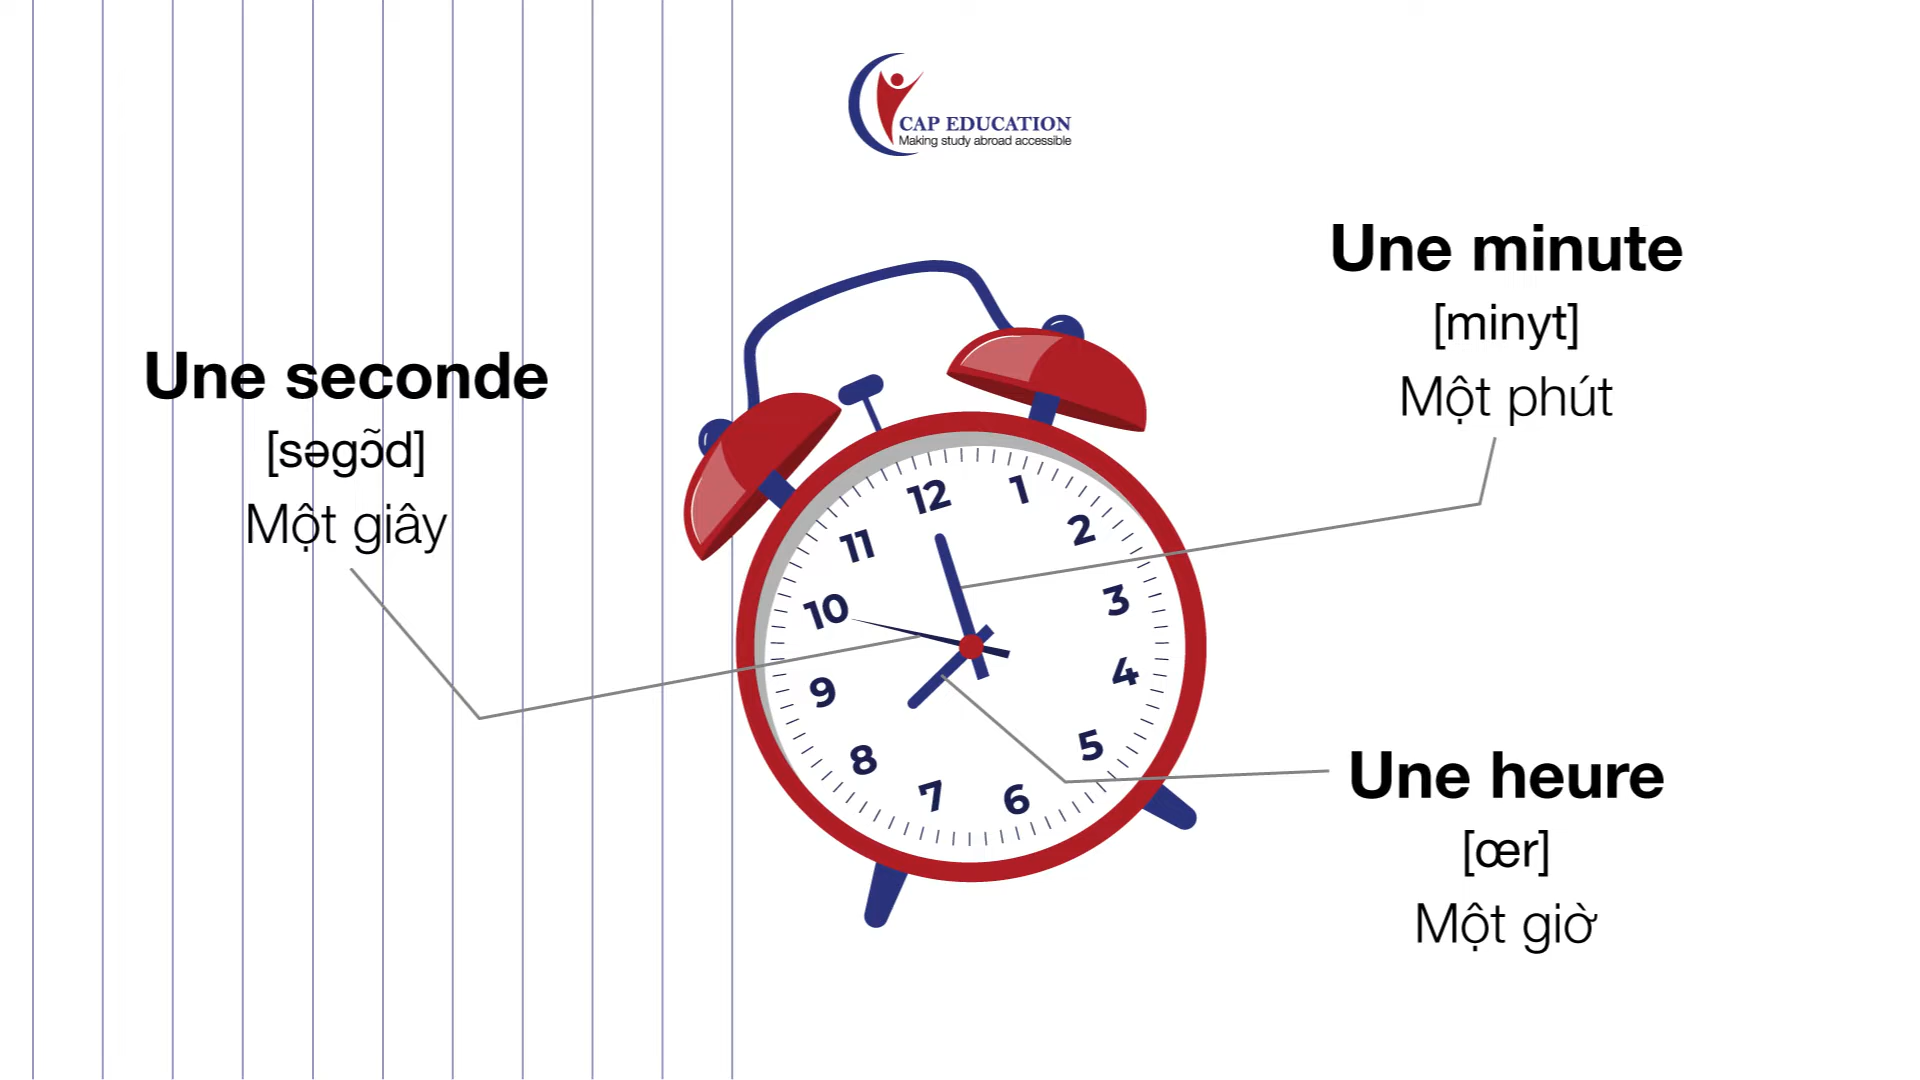 CAP EDUCATION
Making study abroad accessible
Une seconde
[səgɔ̃d]
Một giây
Une minute
[minyt]
Một phút
Une heure
[œr]
Một giờ
12
1
2
3
4
5
6
7
8
9
10
11